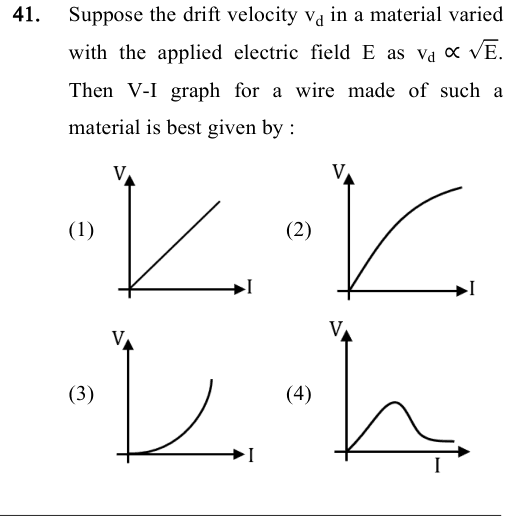 41. Suppose the drift velocity v_d in a material varied
with the applied electric field E as v_d ∝ √E.
Then V-I graph for a wire made of such a
material is best given by :
V V
(1) (2)
I I
V V
(3) (4)
I I